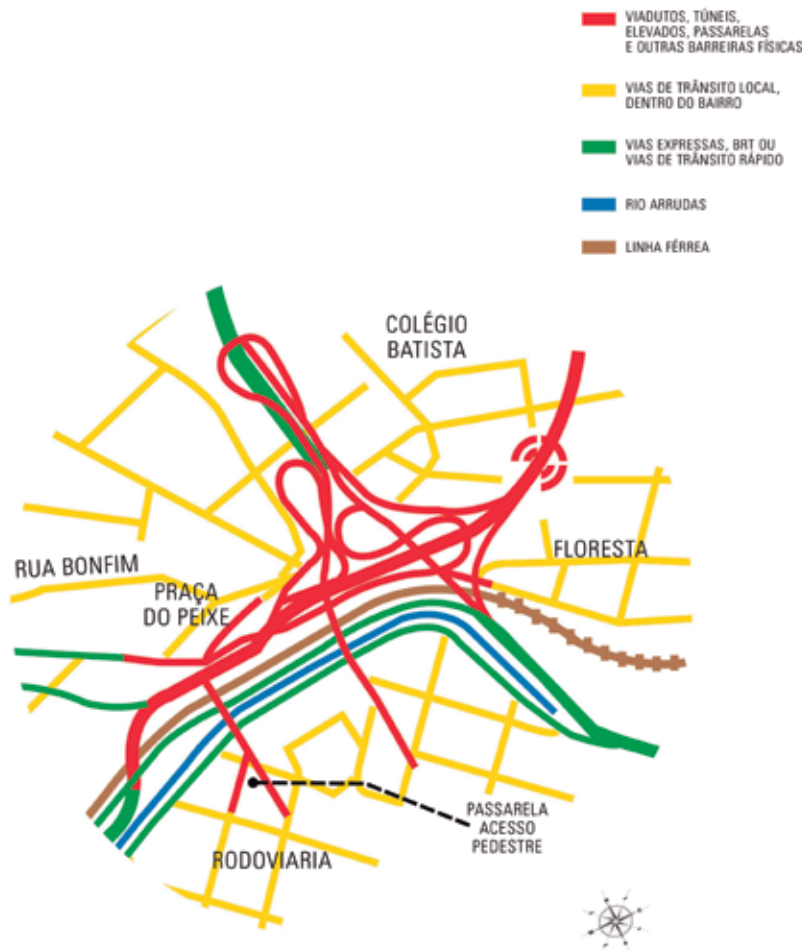 VIADUTOS, TÚNEIS,
ELEVADOS, PASSARELAS
E OUTRAS BARREIRAS FÍSICAS
VIAS DE TRÂNSITO LOCAL,
DENTRO DO BAIRRO
VIAS EXPRESSAS, BRT OU
VIAS DE TRÂNSITO RÁPIDO
RIO ARRUDAS
LINHA FÉRREA
COLÉGIO
BATISTA
FLORESTA
RUA BONFIM
PRAÇA
DO PEIXE
PASSARELA
ACESSO
PEDESTRE
RODOVIARIA